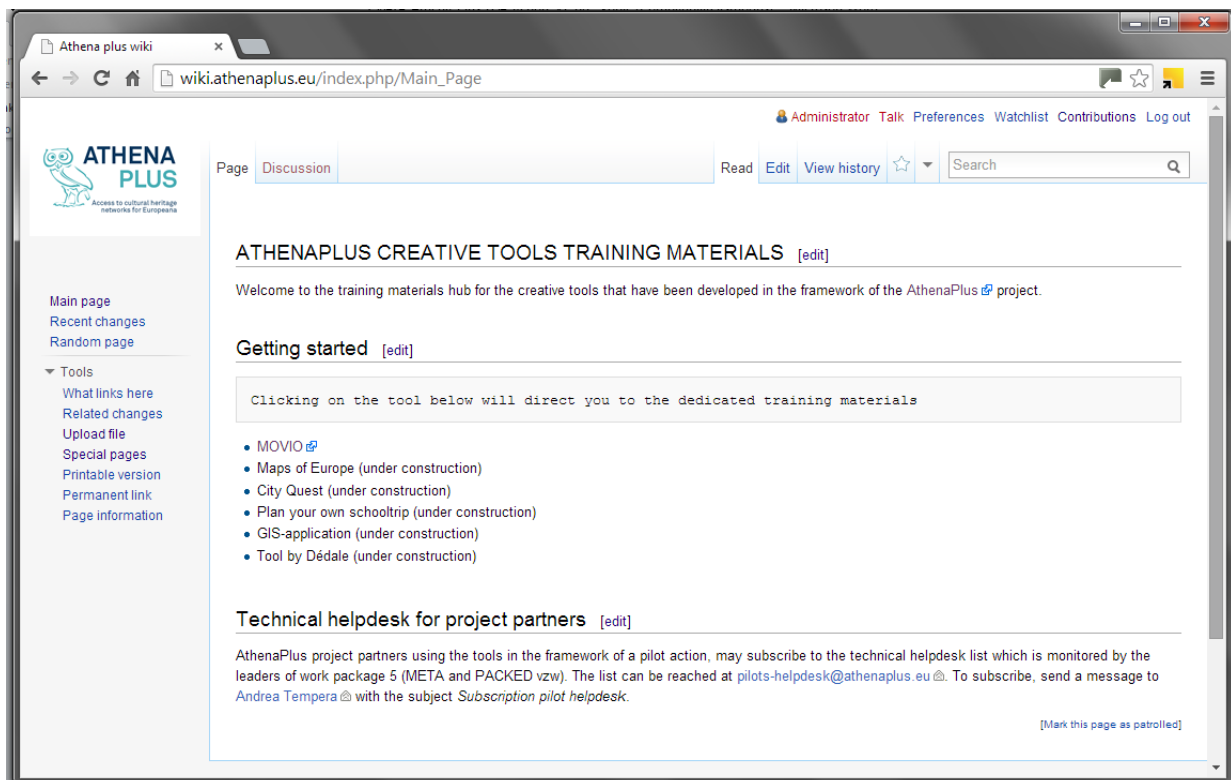 Athena plus wiki
wiki.athenaplus.eu/index.php/Main_Page
Administrator Talk Preferences Watchlist Contributions Log out
ATHENA
PLUS
Access to cultural heritage
networks for Europeana
Page Discussion Read Edit View history Search
Main page
Recent changes
Random page
Tools
What links here
Related changes
Upload file
Special pages
Printable version
Permanent link
Page information
ATHENAPLUS CREATIVE TOOLS TRAINING MATERIALS [edit]
Welcome to the training materials hub for the creative tools that have been developed in the framework of the AthenaPlus project.
Getting started [edit]
Clicking on the tool below will direct you to the dedicated training materials
• MOVIO
• Maps of Europe (under construction)
• City Quest (under construction)
• Plan your own schooltrip (under construction)
• GIS-application (under construction)
• Tool by Dédale (under construction)
Technical helpdesk for project partners [edit]
AthenaPlus project partners using the tools in the framework of a pilot action, may subscribe to the technical helpdesk list which is monitored by the
leaders of work package 5 (META and PACKED vzw). The list can be reached at pilots-helpdesk@athenaplus.eu. To subscribe, send a message to
Andrea Tempera with the subject Subscription pilot helpdesk.
[Mark this page as patrolled]